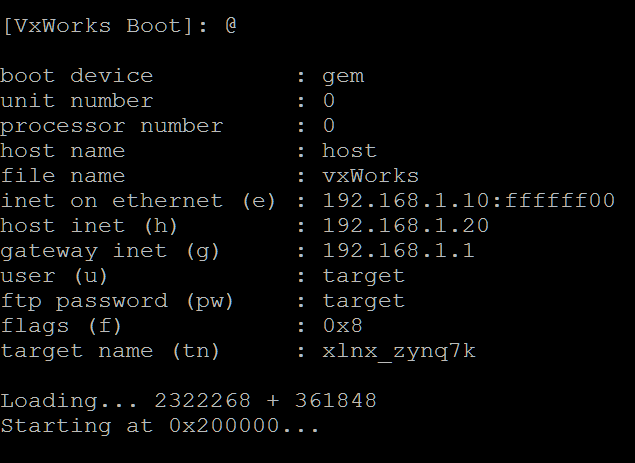 [VxWorks Boot]: @
boot device          : gem
unit number          : 0
processor number     : 0
host name            : host
file name            : vxWorks
inet on ethernet (e) : 192.168.1.10:ffffff00
host inet (h)        : 192.168.1.20
gateway inet (g)     : 192.168.1.1
user (u)             : target
ftp password (pw)    : target
flags (f)            : 0x8
target name (tn)     : xlnx_zynq7k
Loading... 2322268 + 361848
Starting at 0x200000...